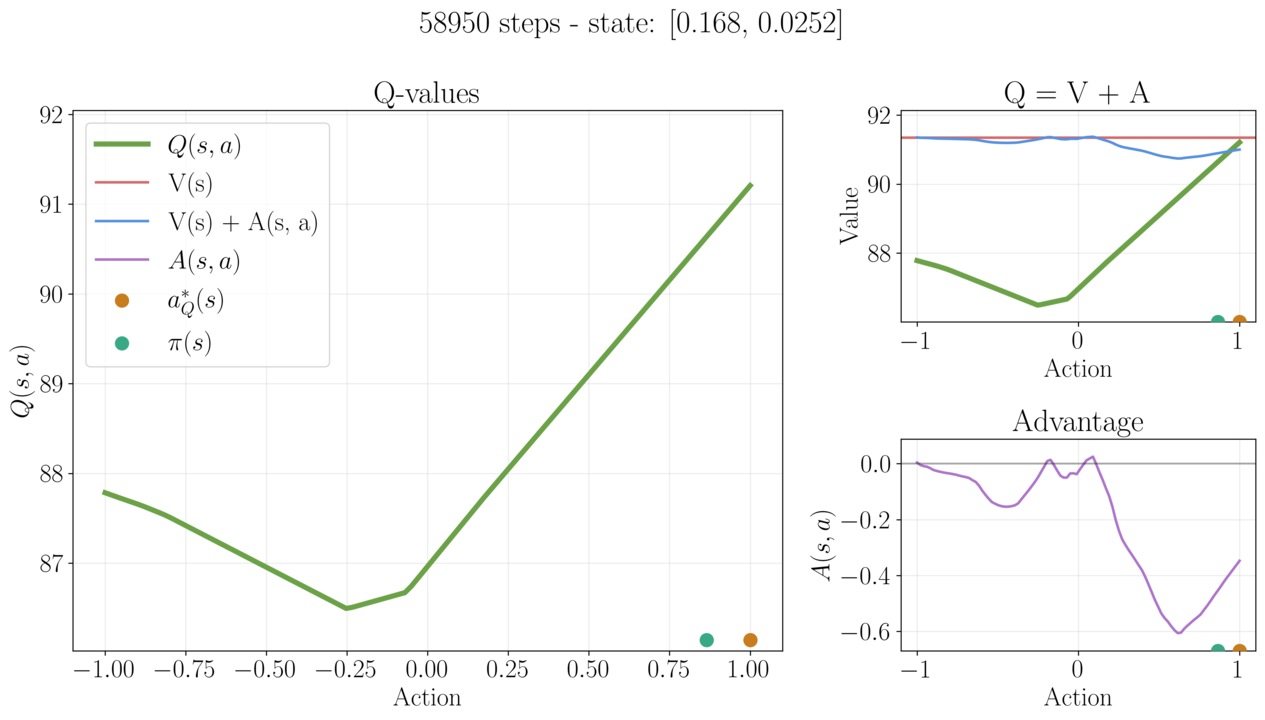 58950 steps - state: [0.168, 0.0252]
Q-values
92
91
90
89
88
87
Q(s, a)
Q(s, a)
V(s)
V(s) + A(s, a)
A(s, a)
a*_Q(s)
π(s)
−1.00 −0.75 −0.50 −0.25 0.00 0.25 0.50 0.75 1.00
Action
Q = V + A
92
90
88
Value
−1 0 1
Action
Advantage
0.0
−0.2
−0.4
−0.6
A(s, a)
−1 0 1
Action